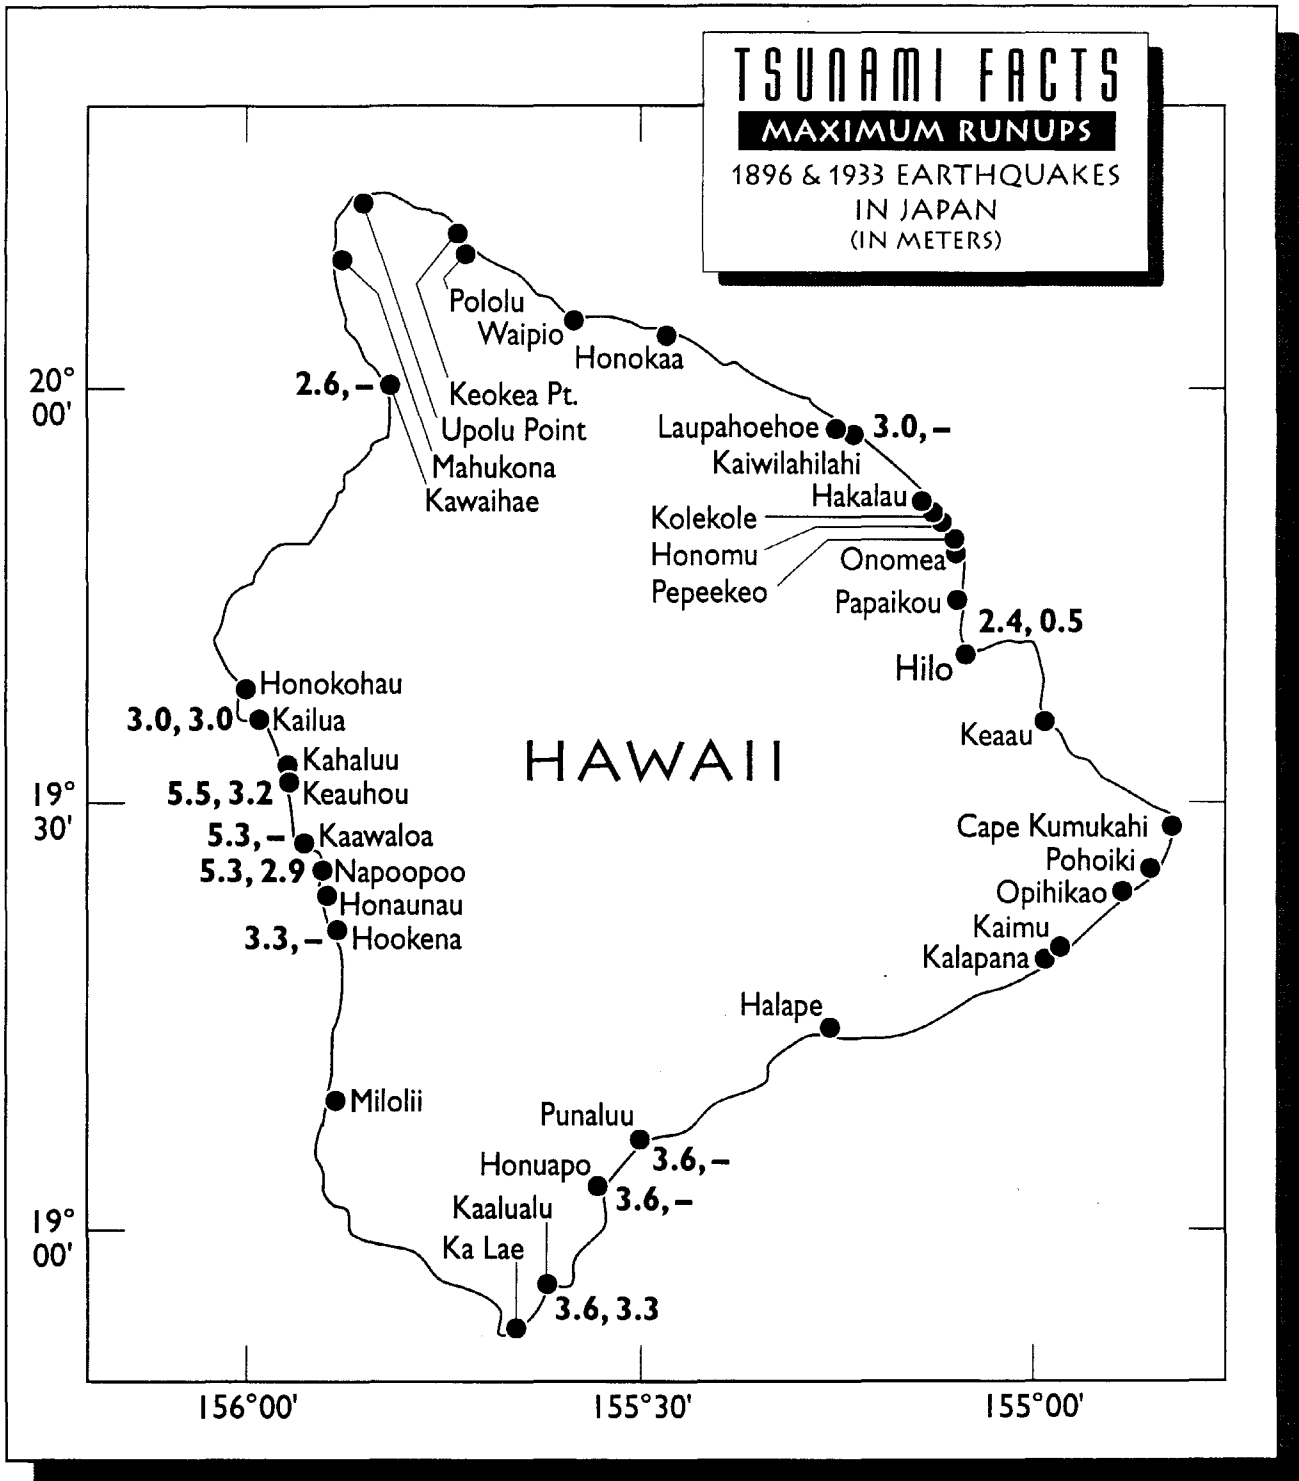 TSUNAMI FACTS
MAXIMUM RUNUPS
1896 & 1933 EARTHQUAKES
IN JAPAN
(IN METERS)
Pololu
Waipio
Honokaa
20°
00'
2.6, –
Keokea Pt.
Upolu Point
Mahukona
Kawaihae
Laupahoehoe
3.0, –
Kaiwilahilahi
Hakalau
Kolekole
Honomu
Pepeekeo
Onomea
Papaikou
2.4, 0.5
Hilo
Honokohau
3.0, 3.0
Kailua
Keaau
HAWAII
Kahaluu
5.5, 3.2
Keauhou
19°
30'
5.3, –
Kaawaloa
5.3, 2.9
Napoopoo
Honaunau
3.3, –
Hookena
Cape Kumukahi
Pohoiki
Opihikao
Kaimu
Kalapana
Halape
Milolii
Punaluu
3.6, –
Honuapo
3.6, –
Kaalualu
Ka Lae
19°
00'
3.6, 3.3
156°00'
155°30'
155°00'